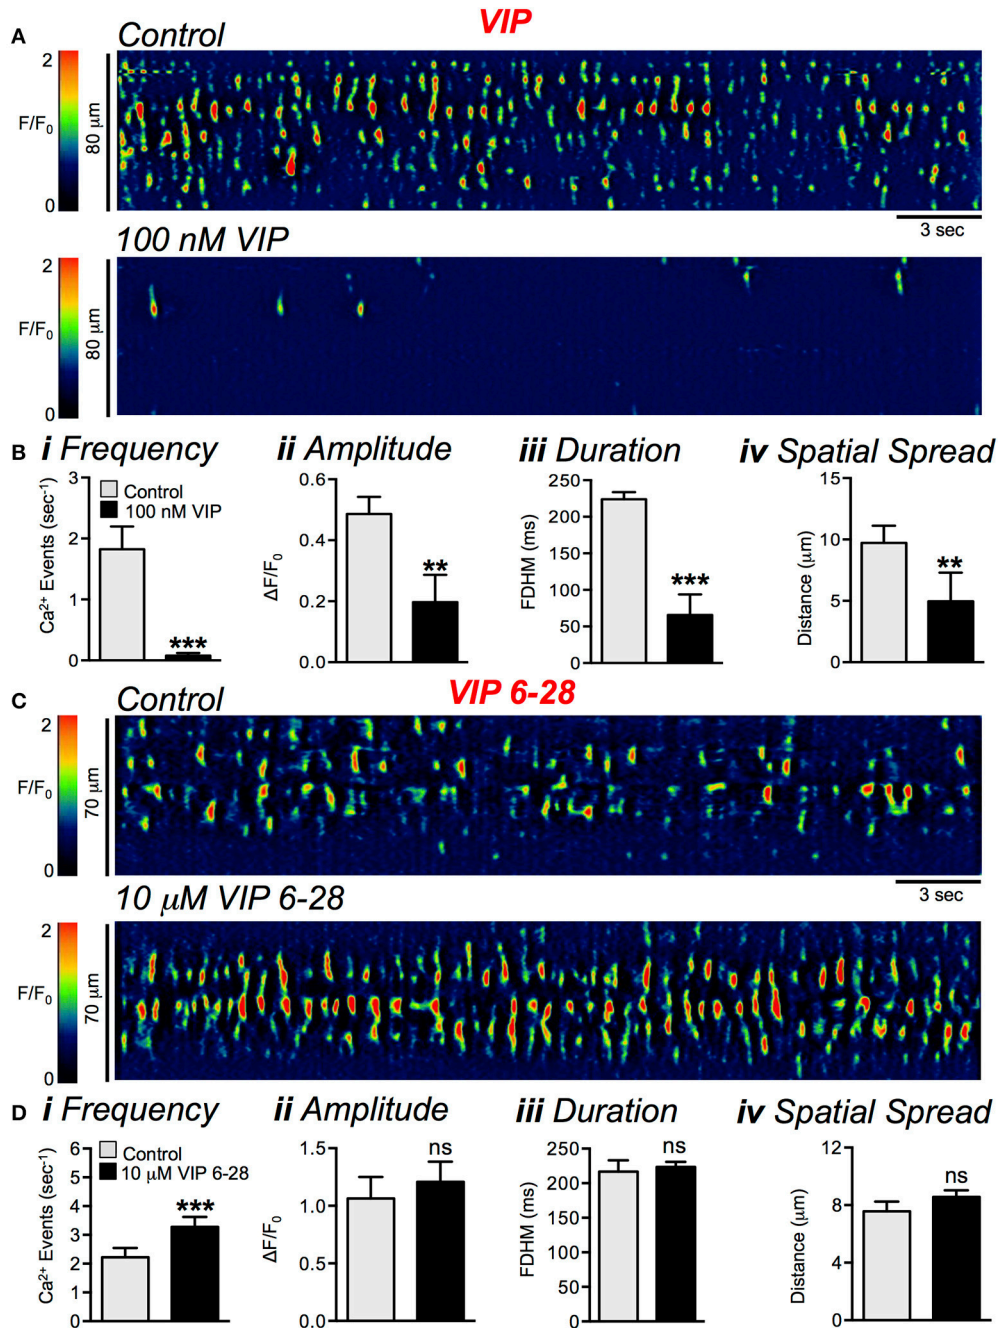 A
Control
VIP
2
F/F0
0
80 μm
3 sec
100 nM VIP
2
F/F0
0
80 μm
B
i Frequency
ii Amplitude
iii Duration
iv Spatial Spread
Ca2+ Events (sec-1)
3
2
1
0
Control
100 nM VIP
***
ΔF/F0
0.6
0.4
0.2
0.0
**
FDHM (ms)
250
200
150
100
50
0
***
Distance (μm)
15
10
5
0
**
C
Control
VIP 6-28
2
F/F0
0
70 μm
3 sec
10 μM VIP 6-28
2
F/F0
0
70 μm
D
i Frequency
ii Amplitude
iii Duration
iv Spatial Spread
Ca2+ Events (sec-1)
6
5
4
3
2
1
0
Control
10 μM VIP 6-28
***
ΔF/F0
1.5
1.0
0.5
0.0
ns
FDHM (ms)
250
200
150
200
50
0
ns
Distance (μm)
12
8
4
0
ns